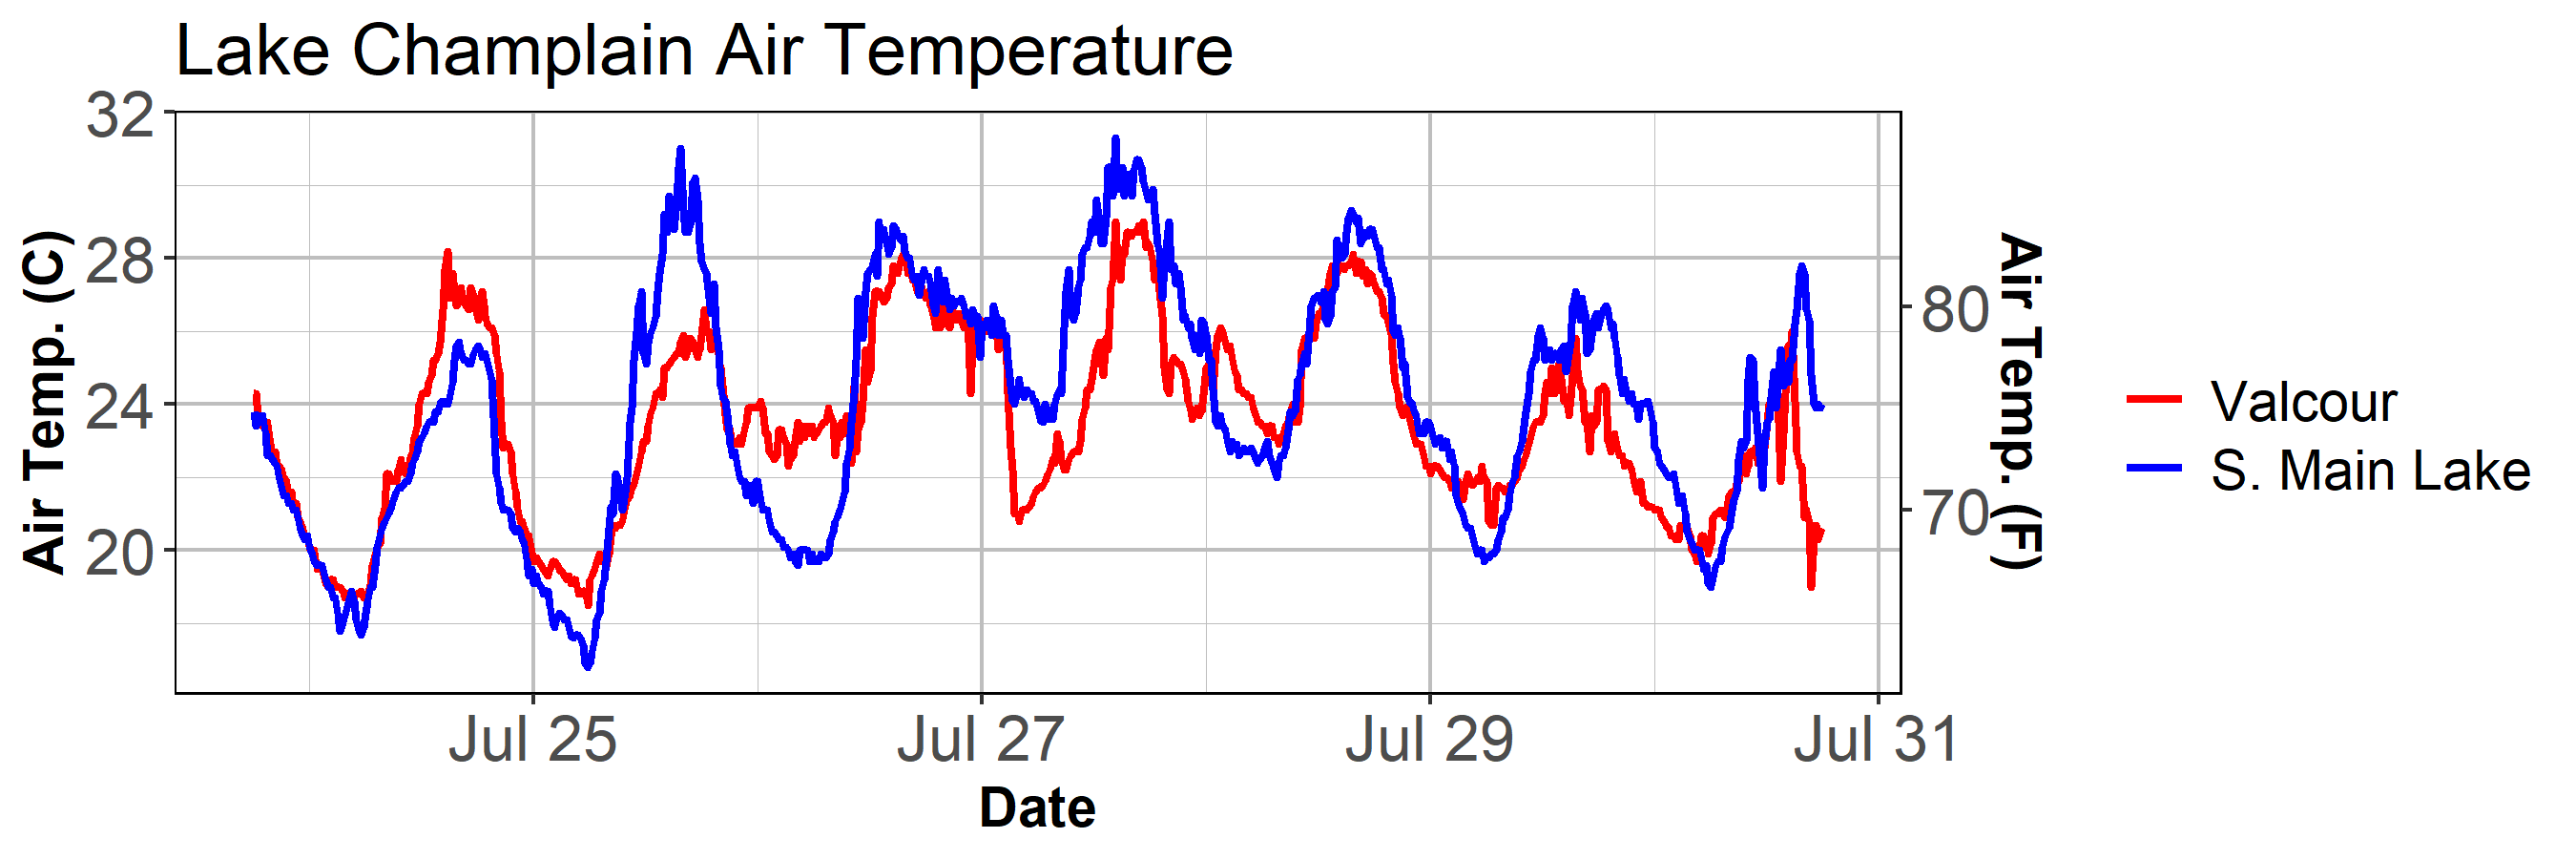 Lake Champlain Air Temperature
Air Temp. (C)
32
28
24
20
Air Temp. (F)
80
70
Jul 25
Jul 27
Jul 29
Jul 31
Date
Valcour
S. Main Lake